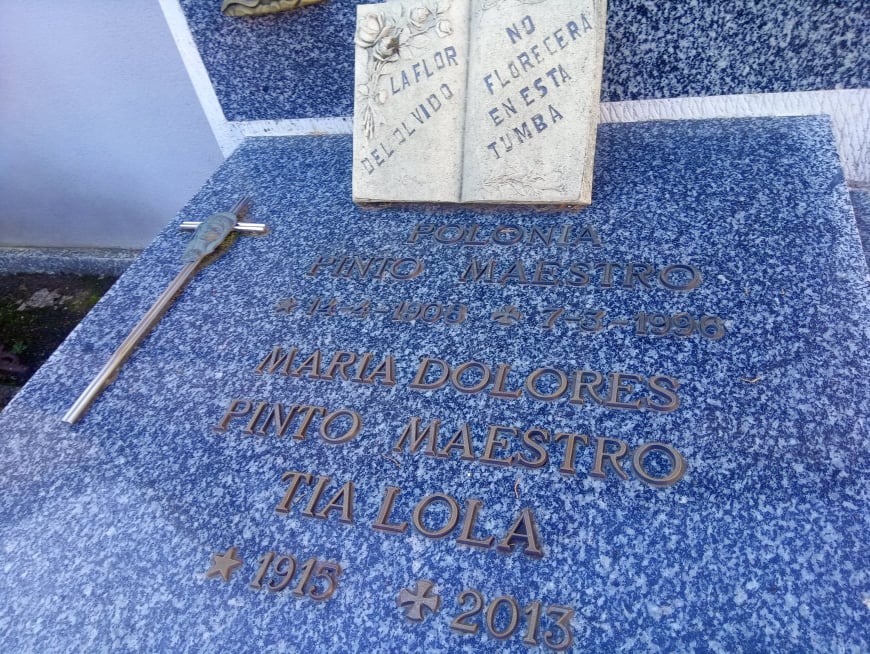 LA FLOR
DEL OLVIDO
NO
FLORECERA
EN ESTA
TUMBA
POLONIA
PINTO MAESTRO
14-4-1908 7-3-1996
MARIA DOLORES
PINTO MAESTRO
TIA LOLA
1915 2013